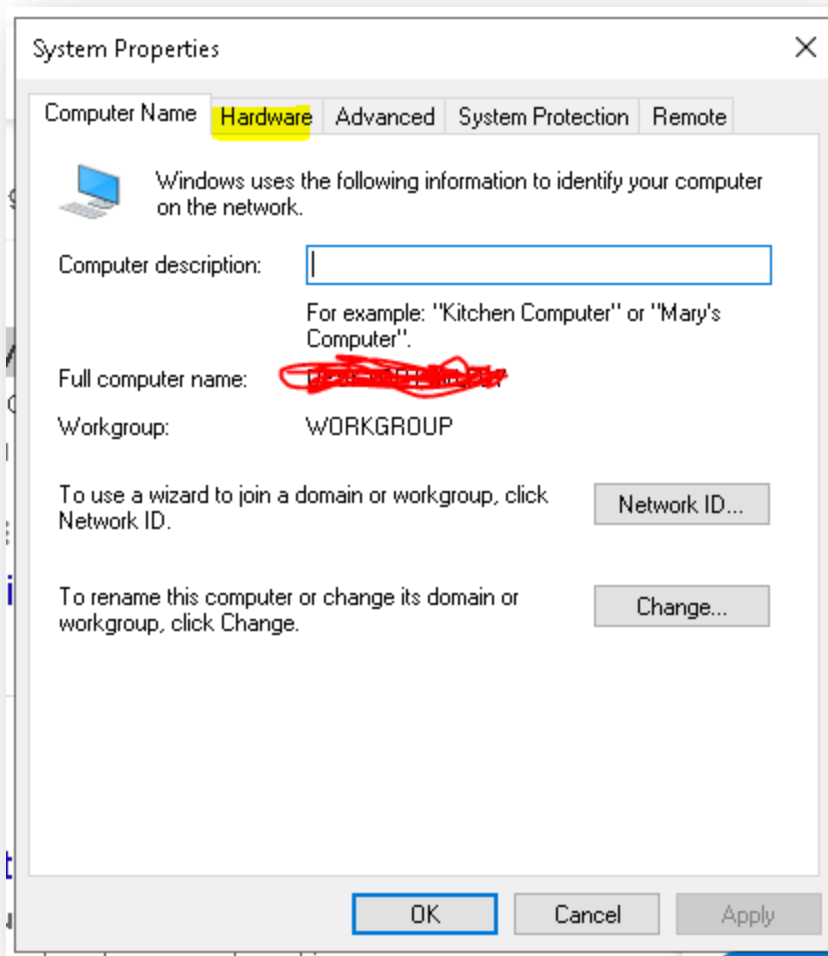 System Properties
Computer Name Hardware Advanced System Protection Remote
Windows uses the following information to identify your computer
on the network.
Computer description:
For example: "Kitchen Computer" or "Mary's
Computer".
Full computer name:
Workgroup: WORKGROUP
To use a wizard to join a domain or workgroup, click
Network ID.
Network ID...
To rename this computer or change its domain or
workgroup, click Change.
Change...
OK Cancel Apply